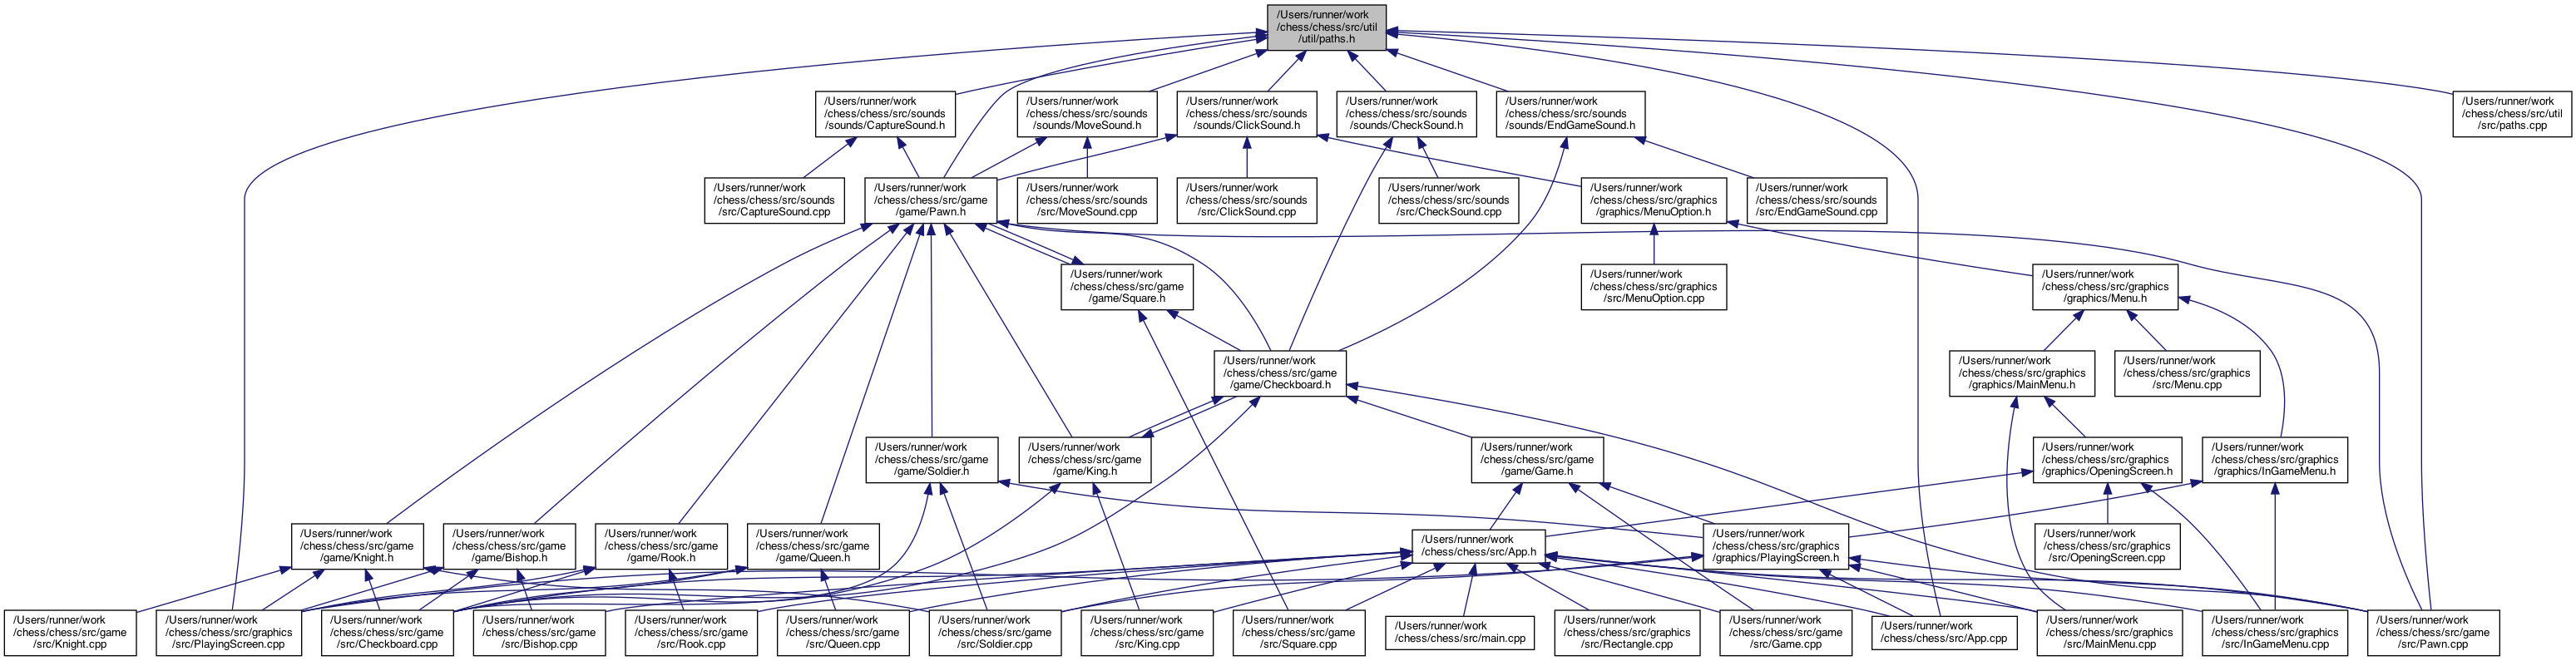 /Users/runner/work
/chess/chess/src/util
/util/paths.h
/Users/runner/work
/chess/chess/src/sounds
/sounds/CaptureSound.h
/Users/runner/work
/chess/chess/src/sounds
/sounds/MoveSound.h
/Users/runner/work
/chess/chess/src/sounds
/sounds/ClickSound.h
/Users/runner/work
/chess/chess/src/sounds
/sounds/CheckSound.h
/Users/runner/work
/chess/chess/src/sounds
/sounds/EndGameSound.h
/Users/runner/work
/chess/chess/src/util
/src/paths.cpp
/Users/runner/work
/chess/chess/src/sounds
/src/CaptureSound.cpp
/Users/runner/work
/chess/chess/src/game
/game/Pawn.h
/Users/runner/work
/chess/chess/src/sounds
/src/MoveSound.cpp
/Users/runner/work
/chess/chess/src/sounds
/src/ClickSound.cpp
/Users/runner/work
/chess/chess/src/sounds
/src/CheckSound.cpp
/Users/runner/work
/chess/chess/src/graphics
/graphics/MenuOption.h
/Users/runner/work
/chess/chess/src/sounds
/src/EndGameSound.cpp
/Users/runner/work
/chess/chess/src/game
/game/Square.h
/Users/runner/work
/chess/chess/src/graphics
/src/MenuOption.cpp
/Users/runner/work
/chess/chess/src/graphics
/graphics/Menu.h
/Users/runner/work
/chess/chess/src/game
/game/Checkboard.h
/Users/runner/work
/chess/chess/src/graphics
/graphics/MainMenu.h
/Users/runner/work
/chess/chess/src/graphics
/src/Menu.cpp
/Users/runner/work
/chess/chess/src/game
/game/Soldier.h
/Users/runner/work
/chess/chess/src/game
/game/King.h
/Users/runner/work
/chess/chess/src/game
/game/Game.h
/Users/runner/work
/chess/chess/src/graphics
/graphics/OpeningScreen.h
/Users/runner/work
/chess/chess/src/graphics
/graphics/InGameMenu.h
/Users/runner/work
/chess/chess/src/game
/game/Knight.h
/Users/runner/work
/chess/chess/src/game
/game/Bishop.h
/Users/runner/work
/chess/chess/src/game
/game/Rook.h
/Users/runner/work
/chess/chess/src/game
/game/Queen.h
/Users/runner/work
/chess/chess/src/App.h
/Users/runner/work
/chess/chess/src/graphics
/graphics/PlayingScreen.h
/Users/runner/work
/chess/chess/src/graphics
/src/OpeningScreen.cpp
/Users/runner/work
/chess/chess/src/game
/src/Knight.cpp
/Users/runner/work
/chess/chess/src/graphics
/src/PlayingScreen.cpp
/Users/runner/work
/chess/chess/src/game
/src/Checkboard.cpp
/Users/runner/work
/chess/chess/src/game
/src/Bishop.cpp
/Users/runner/work
/chess/chess/src/game
/src/Rook.cpp
/Users/runner/work
/chess/chess/src/game
/src/Queen.cpp
/Users/runner/work
/chess/chess/src/game
/src/Soldier.cpp
/Users/runner/work
/chess/chess/src/game
/src/King.cpp
/Users/runner/work
/chess/chess/src/game
/src/Square.cpp
/Users/runner/work
/chess/chess/src/main.cpp
/Users/runner/work
/chess/chess/src/graphics
/src/Rectangle.cpp
/Users/runner/work
/chess/chess/src/game
/src/Game.cpp
/Users/runner/work
/chess/chess/src/App.cpp
/Users/runner/work
/chess/chess/src/graphics
/src/MainMenu.cpp
/Users/runner/work
/chess/chess/src/graphics
/src/InGameMenu.cpp
/Users/runner/work
/chess/chess/src/game
/src/Pawn.cpp